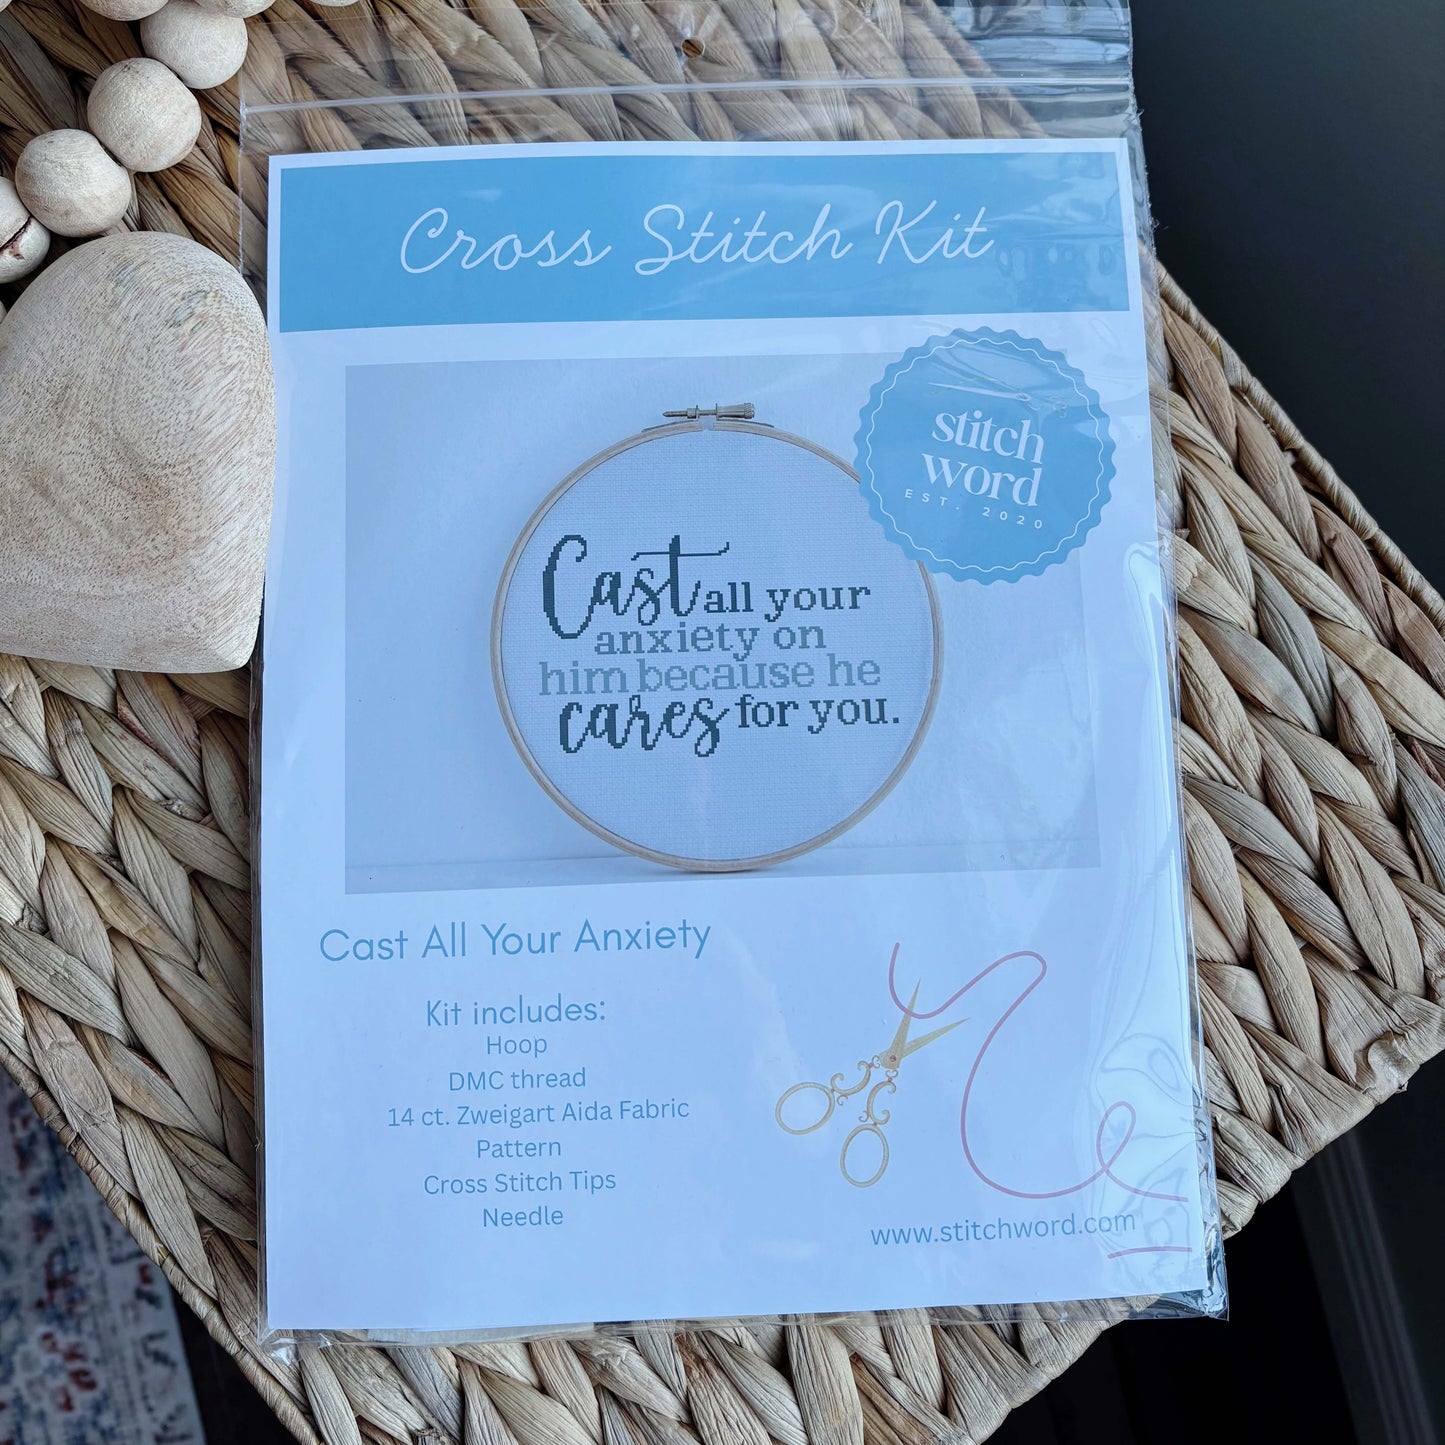 Cross Stitch Kit
stitch
word
EST. 2020
Cast all your
anxiety on
him because he
cares for you.
Cast All Your Anxiety
Kit includes:
Hoop
DMC thread
14 ct. Zweigart Aida Fabric
Pattern
Cross Stitch Tips
Needle
www.stitchword.com